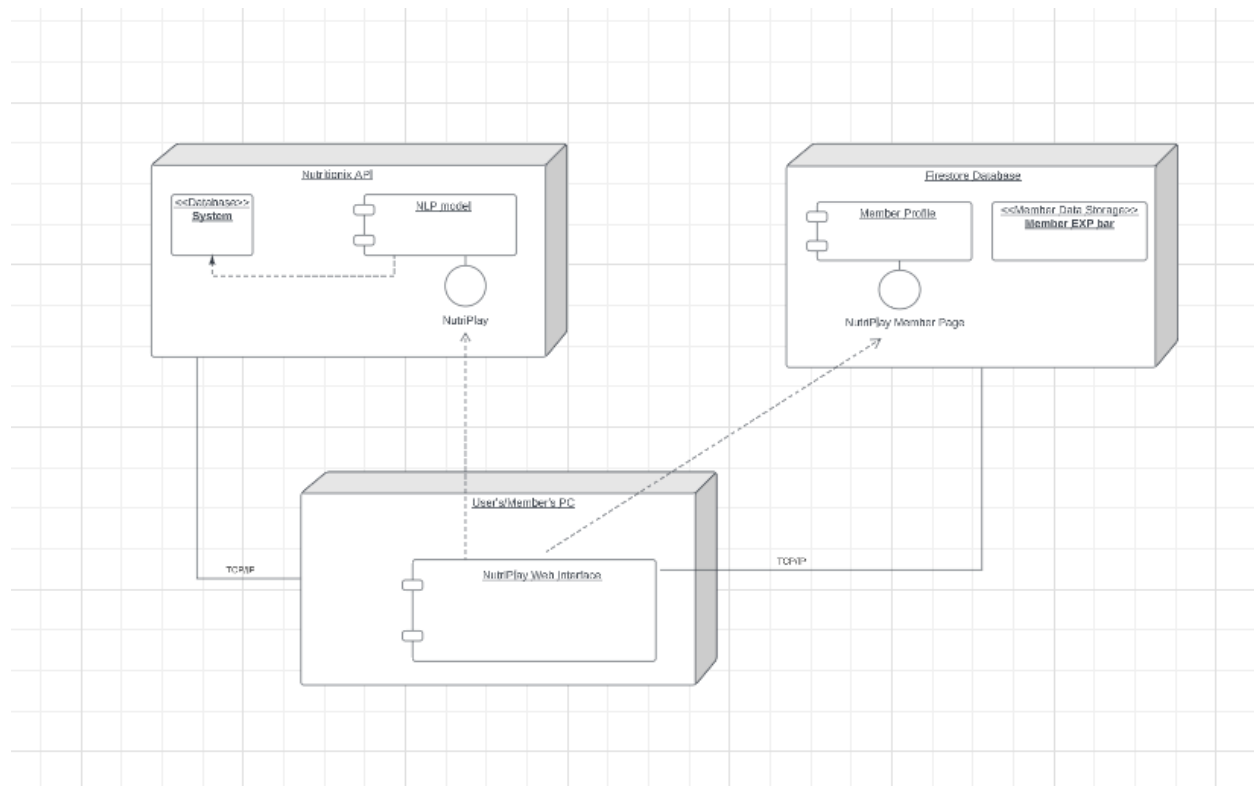 Nutritionix API
<<Database>>
System
NLP model
NutriPlay
Firestore Database
Member Profile
<<Member Data Storage>>
Member EXP bar
NutriPlay Member Page
User's/Member's PC
NutriPlay Web Interface
TCP/IP
TCP/IP